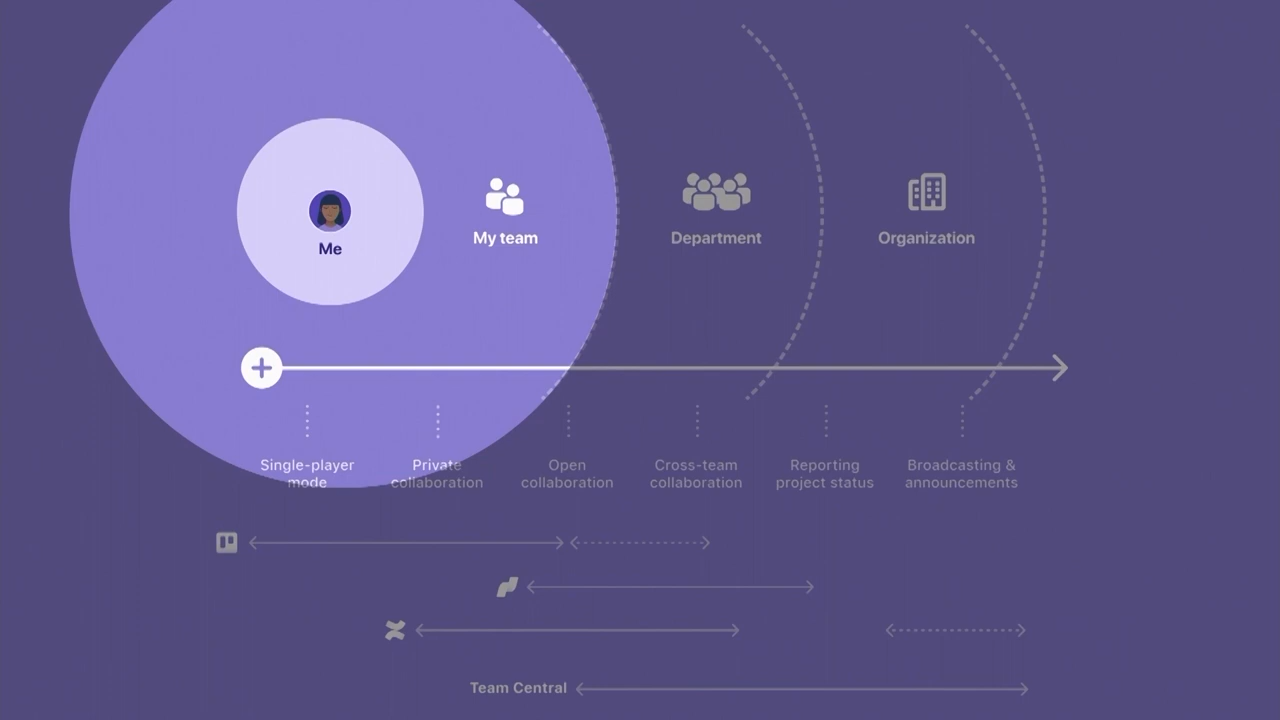 Me
My team
Department
Organization
Single-player
mode
Private
collaboration
Open
collaboration
Cross-team
collaboration
Reporting
project status
Broadcasting &
announcements
Team Central